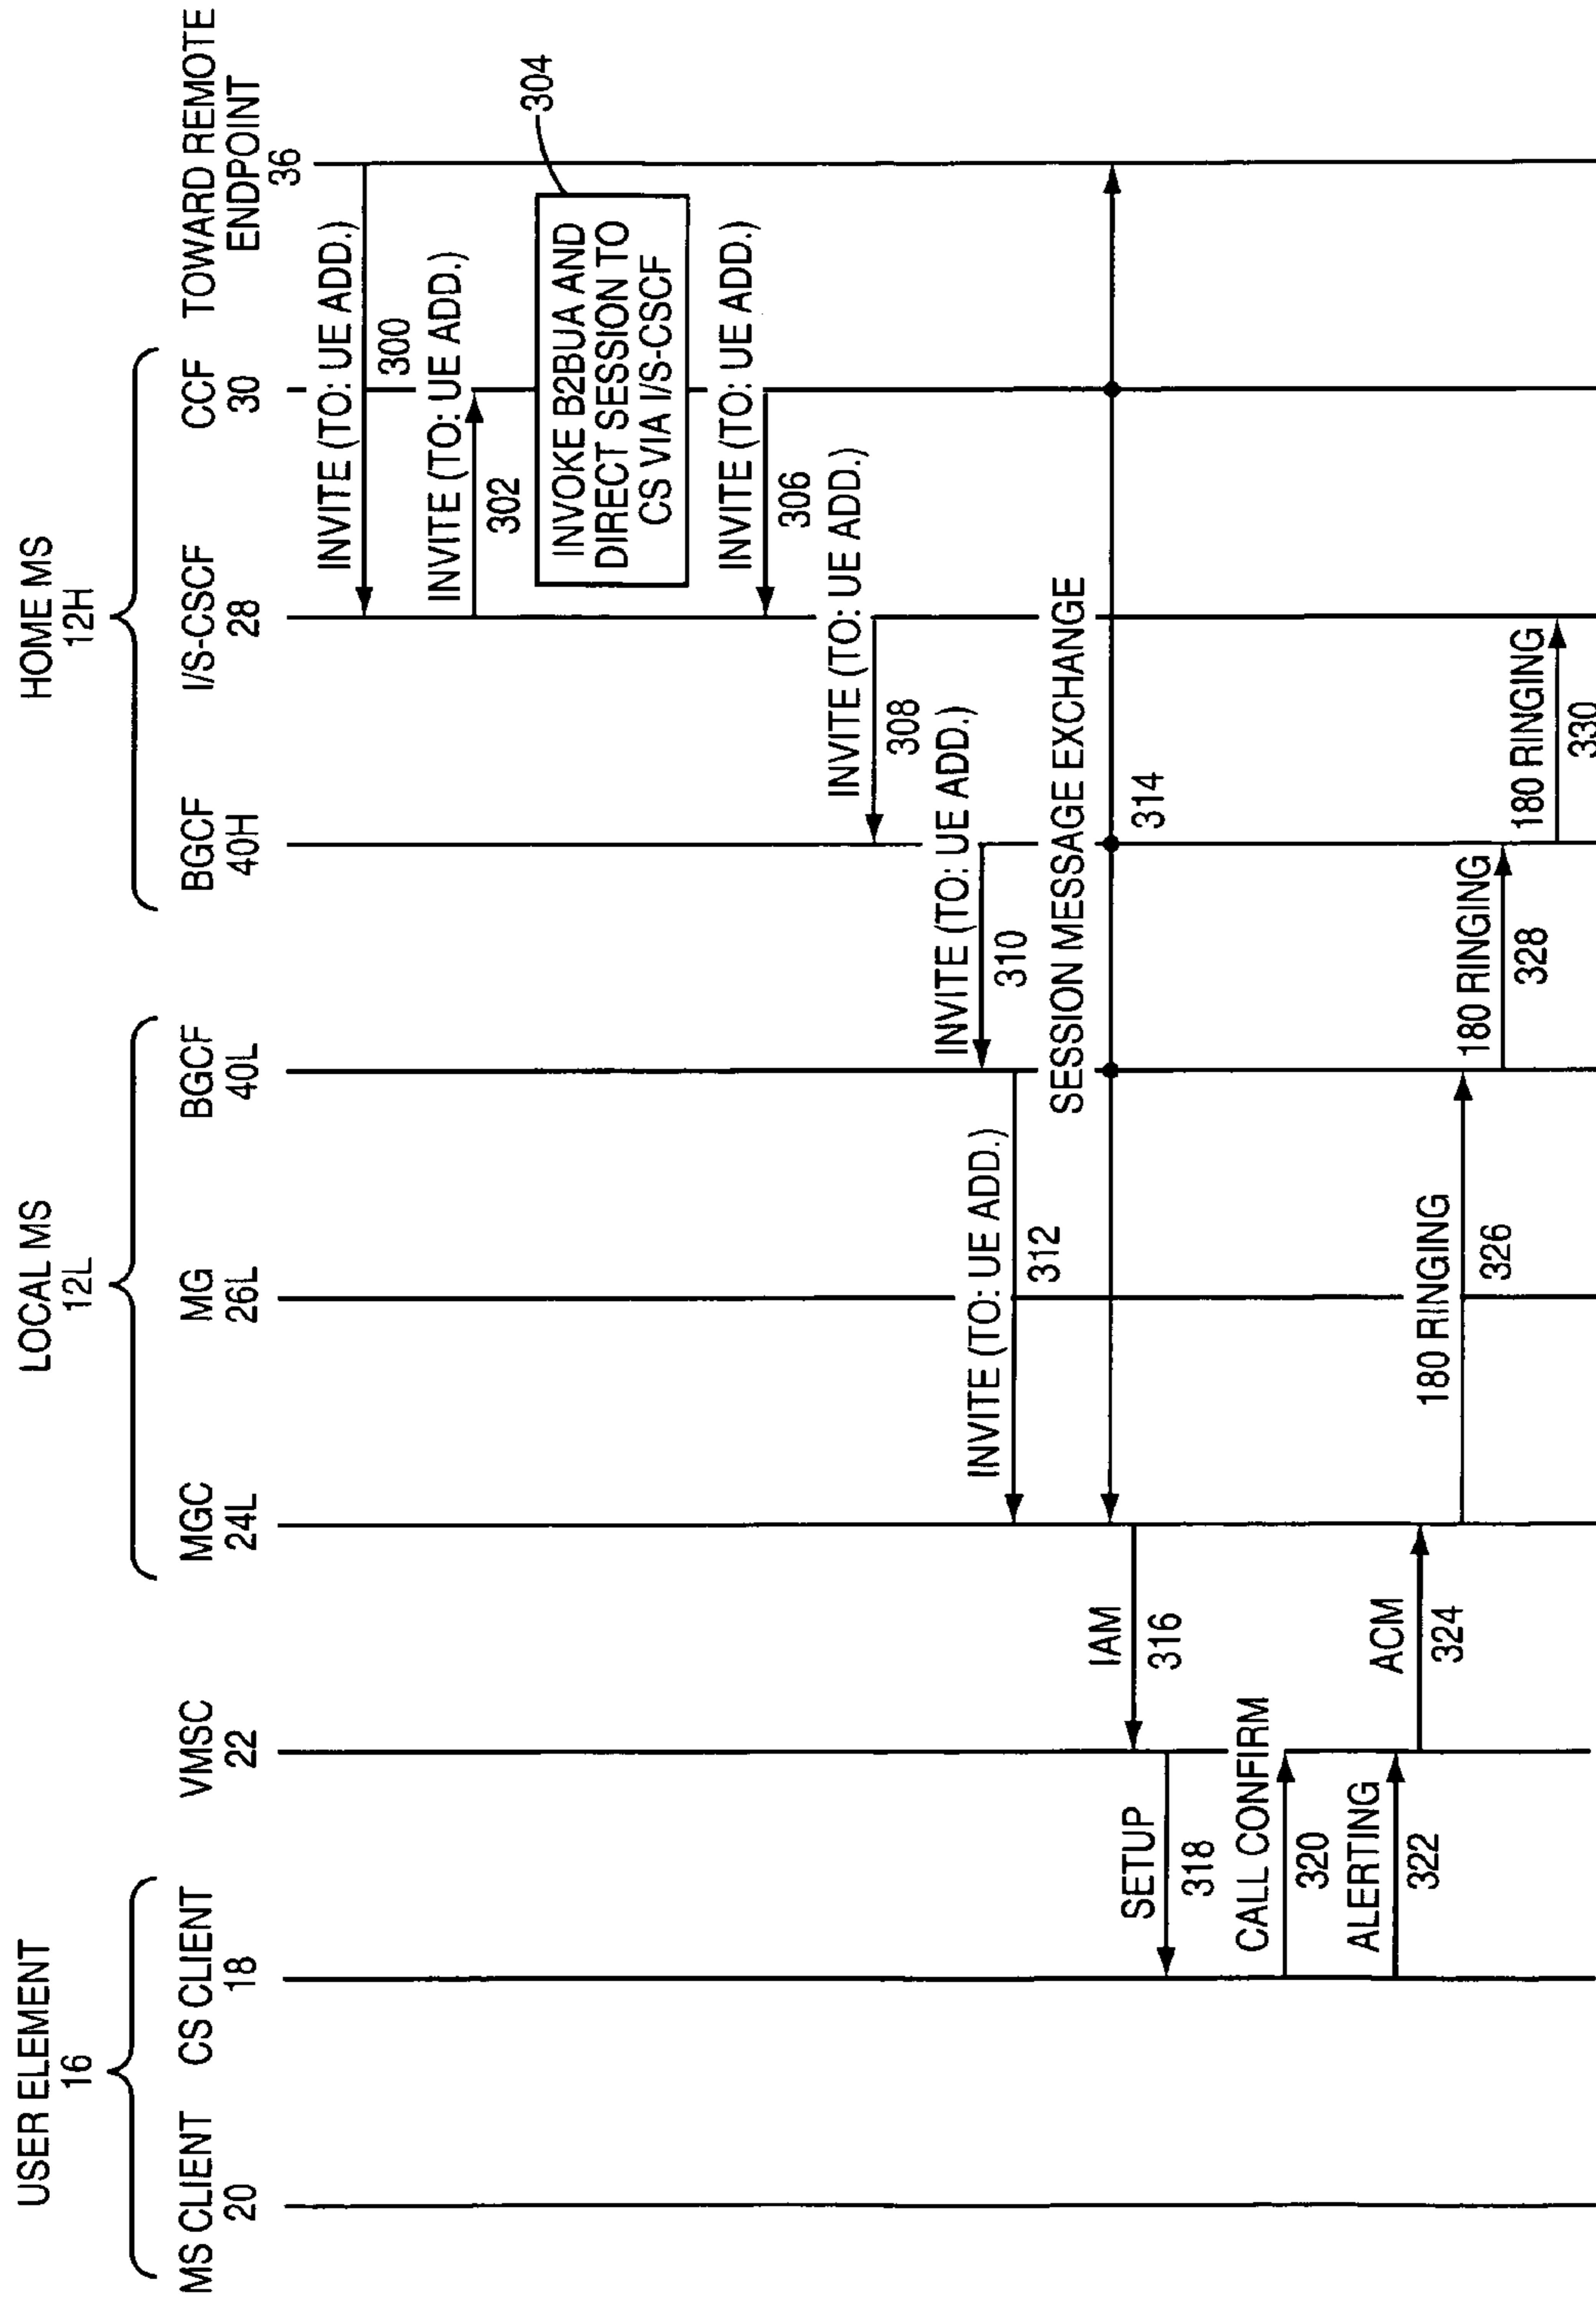 USER ELEMENT
16
LOCAL MS
12L
HOME MS
12H
MS CLIENT
20
CS CLIENT
18
VMSC
22
MGC
24L
MG
26L
BGCF
40L
BGCF
40H
I/S-CSCF
28
CCF
30
TOWARD REMOTE
ENDPOINT
36
INVITE (TO: UE ADD.)
300
INVITE (TO: UE ADD.)
302
INVOKE B2BUA AND
DIRECT SESSION TO
CS VIA I/S-CSCF
304
INVITE (TO: UE ADD.)
306
INVITE (TO: UE ADD.)
308
INVITE (TO: UE ADD.)
310
INVITE (TO: UE ADD.)
312
SESSION MESSAGE EXCHANGE
314
IAM
316
SETUP
318
CALL CONFIRM
320
ALERTING
322
ACM
324
180 RINGING
326
180 RINGING
328
180 RINGING
330